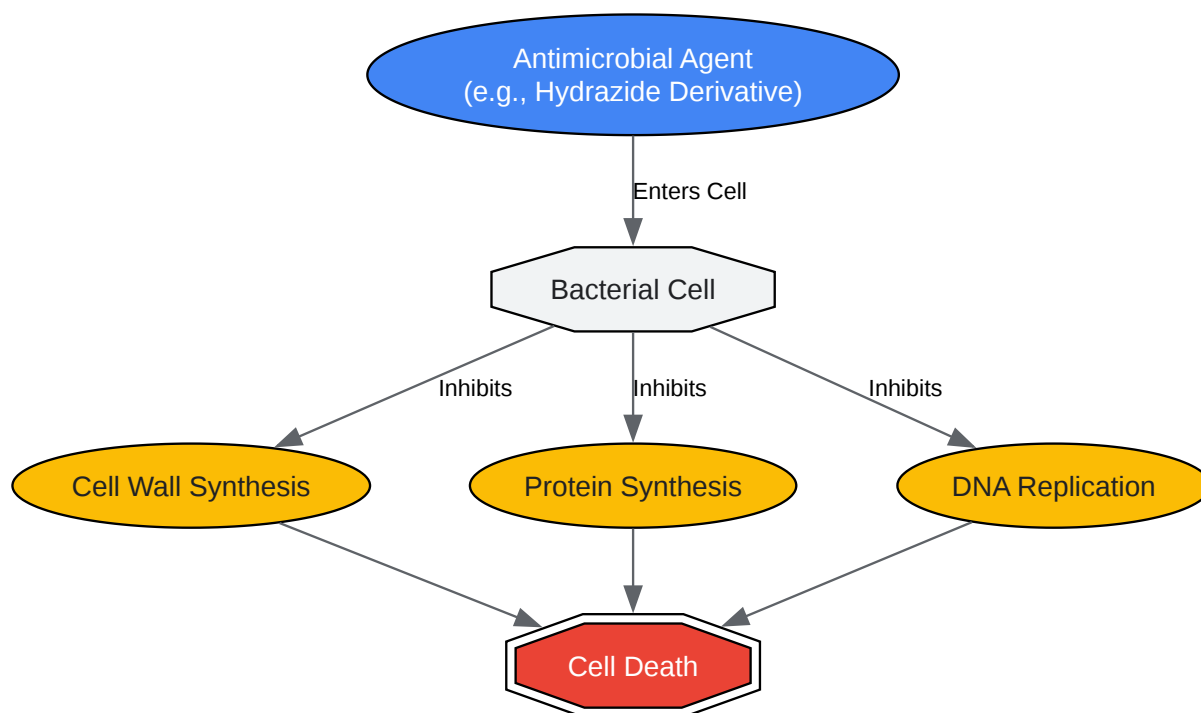 Antimicrobial Agent
(e.g., Hydrazide Derivative)
Enters Cell
Bacterial Cell
Inhibits
Inhibits
Inhibits
Cell Wall Synthesis
Protein Synthesis
DNA Replication
Cell Death